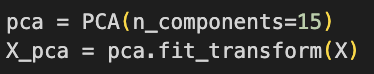 pca = PCA(n_components=15)
X_pca = pca.fit_transform(X)